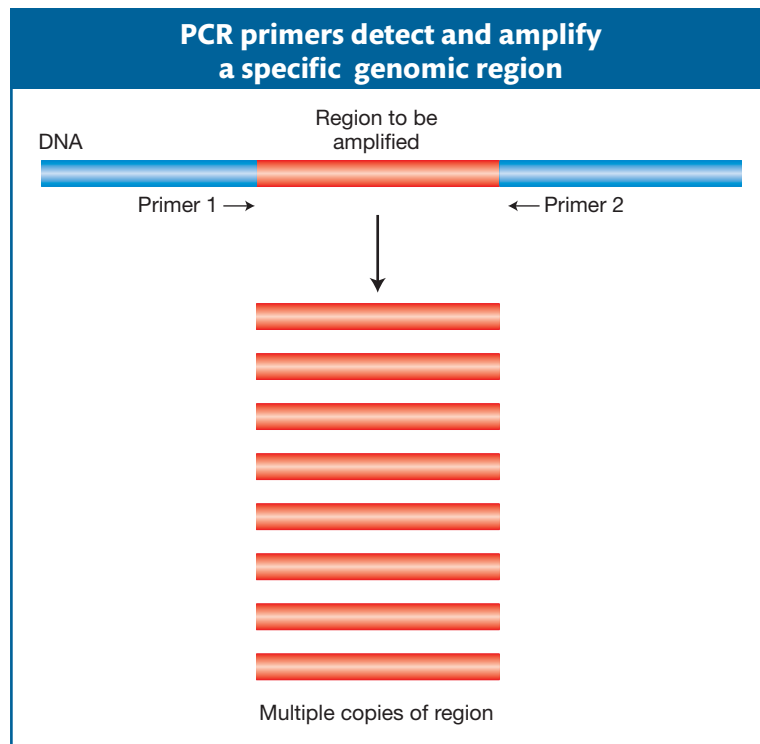 PCR primers detect and amplify
a specific genomic region
Region to be
amplified
DNA
Primer 1
Primer 2
Multiple copies of region